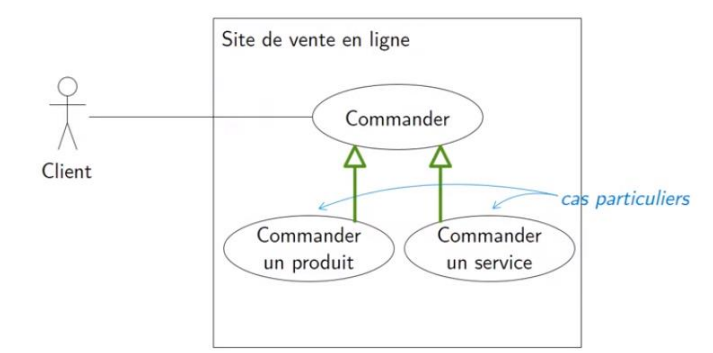 Site de vente en ligne
Commander
Client
cas particuliers
Commander
un produit
Commander
un service